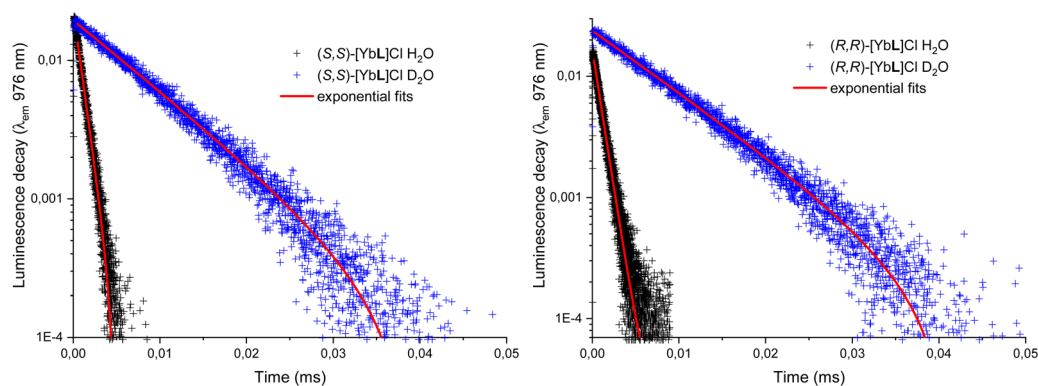 Luminescence decay (λem 976 nm)
0,01
0,001
1E-4
(S,S)-[YbL]Cl H2O
(S,S)-[YbL]Cl D2O
exponential fits
0,00
0,01
0,02
0,03
0,04
0,05
Time (ms)
Luminescence decay (λem 976 nm)
0,01
0,001
1E-4
(R,R)-[YbL]Cl H2O
(R,R)-[YbL]Cl D2O
exponential fits
0,00
0,01
0,02
0,03
0,04
0,05
Time (ms)